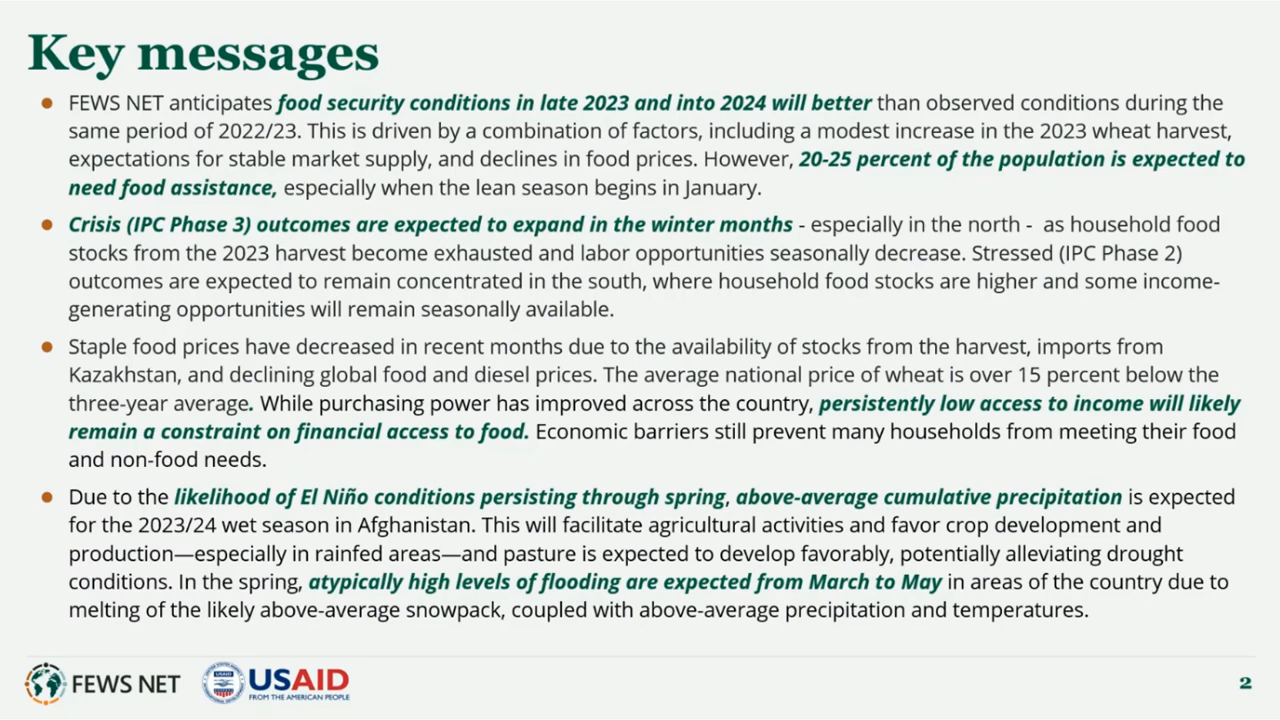 Key messages
FEWS NET anticipates food security conditions in late 2023 and into 2024 will better than observed conditions during the
same period of 2022/23. This is driven by a combination of factors, including a modest increase in the 2023 wheat harvest,
expectations for stable market supply, and declines in food prices. However, 20-25 percent of the population is expected to
need food assistance, especially when the lean season begins in January.
Crisis (IPC Phase 3) outcomes are expected to expand in the winter months - especially in the north - as household food
stocks from the 2023 harvest become exhausted and labor opportunities seasonally decrease. Stressed (IPC Phase 2)
outcomes are expected to remain concentrated in the south, where household food stocks are higher and some income-
generating opportunities will remain seasonally available.
Staple food prices have decreased in recent months due to the availability of stocks from the harvest, imports from
Kazakhstan, and declining global food and diesel prices. The average national price of wheat is over 15 percent below the
three-year average. While purchasing power has improved across the country, persistently low access to income will likely
remain a constraint on financial access to food. Economic barriers still prevent many households from meeting their food
and non-food needs.
Due to the likelihood of El Niño conditions persisting through spring, above-average cumulative precipitation is expected
for the 2023/24 wet season in Afghanistan. This will facilitate agricultural activities and favor crop development and
production—especially in rainfed areas—and pasture is expected to develop favorably, potentially alleviating drought
conditions. In the spring, atypically high levels of flooding are expected from March to May in areas of the country due to
melting of the likely above-average snowpack, coupled with above-average precipitation and temperatures.
FEWS NET
USAID
FROM THE AMERICAN PEOPLE
2